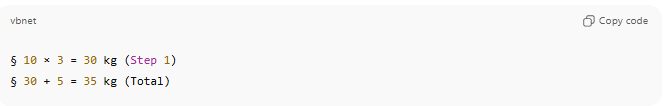 vbnet
Copy code
§ 10 × 3 = 30 kg (Step 1)
§ 30 + 5 = 35 kg (Total)